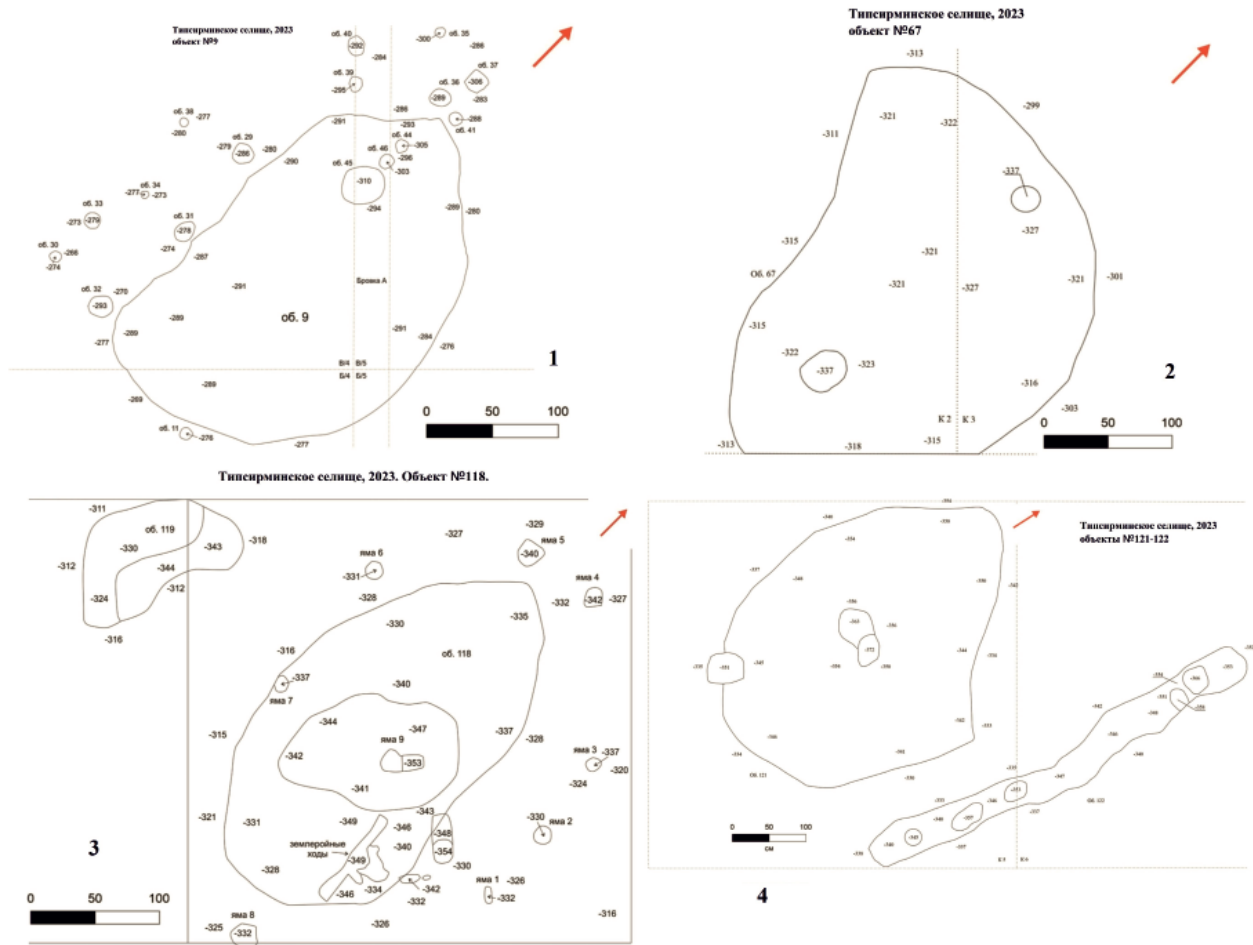 Типсирминское селище, 2023
объект №9
об. 40
-292
-284
об. 35
-300
-286
об. 39
-295
об. 37
-306
об. 36
-289
-283
об. 38
-277
-280
-286
-291
-293
-288
об. 41
об. 29
-279
-286
-280
-290
об. 44
-305
об. 46
-296
-303
об. 45
-310
-294
об. 34
-277
-273
об. 33
-273
-279
об. 31
-278
-274
-287
-289
-280
об. 30
-266
-274
об. 32
-270
-293
-277
-289
-289
-291
об. 9
Бровка А
-291
-284
-276
1
В/4 В/5
Б/4 Б/5
-289
-269
об. 11
-276
-277
0 50 100
Типсирминское селище, 2023
объект №67
-313
-299
-321
-322
-311
-337
-327
-315
-321
Об. 67
-321
-327
-321
-301
-315
-322
-337
-323
-316
2
К 2 К 3
-303
-313
-318
-315
0 50 100
Типсирминское селище, 2023. Объект №118.
-311
об. 119
-330
-343
-318
-312
-344
-324
-312
-316
-327
-329
яма 5
-340
яма 6
-331
-328
-330
яма 4
-332
-342
-327
-335
-316
об. 118
-337
яма 7
-340
-344
-347
-315
-342
яма 9
-353
-337
-328
яма 3
-337
-320
-324
-341
-321
-331
-349
-343
-346
-348
-330
яма 2
3
землеройные
ходы
-349
-340
-354
-330
-328
-346
-334
-342
-332
яма 1
-326
-332
0 50 100
яма 8
-325
-332
-326
-316
Типсирминское селище, 2023
объекты №121-122
Об. 121
Об. 122
0 50 100
см
4